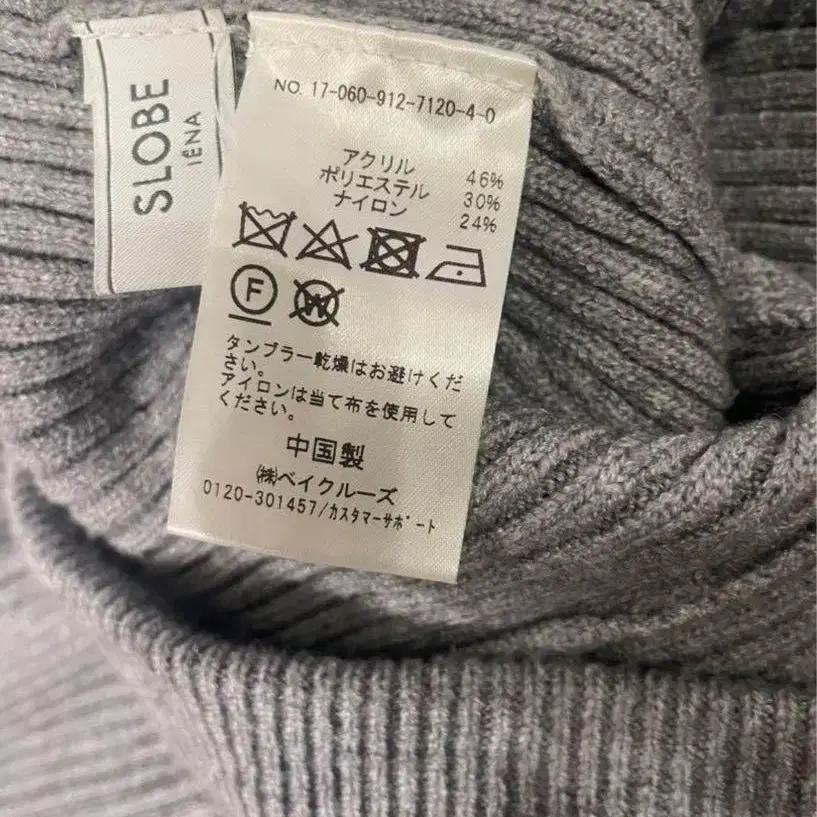 SLOBE
IÉNA
NO. 17-060-912-7120-4-0
アクリル 46%
ポリエステル 30%
ナイロン 24%
F W
タンブラー乾燥はお避けくだ
さい。
アイロンは当て布を使用して
ください。
中国製
㈱ベイクルーズ
0120-301457/カスタマーサポート